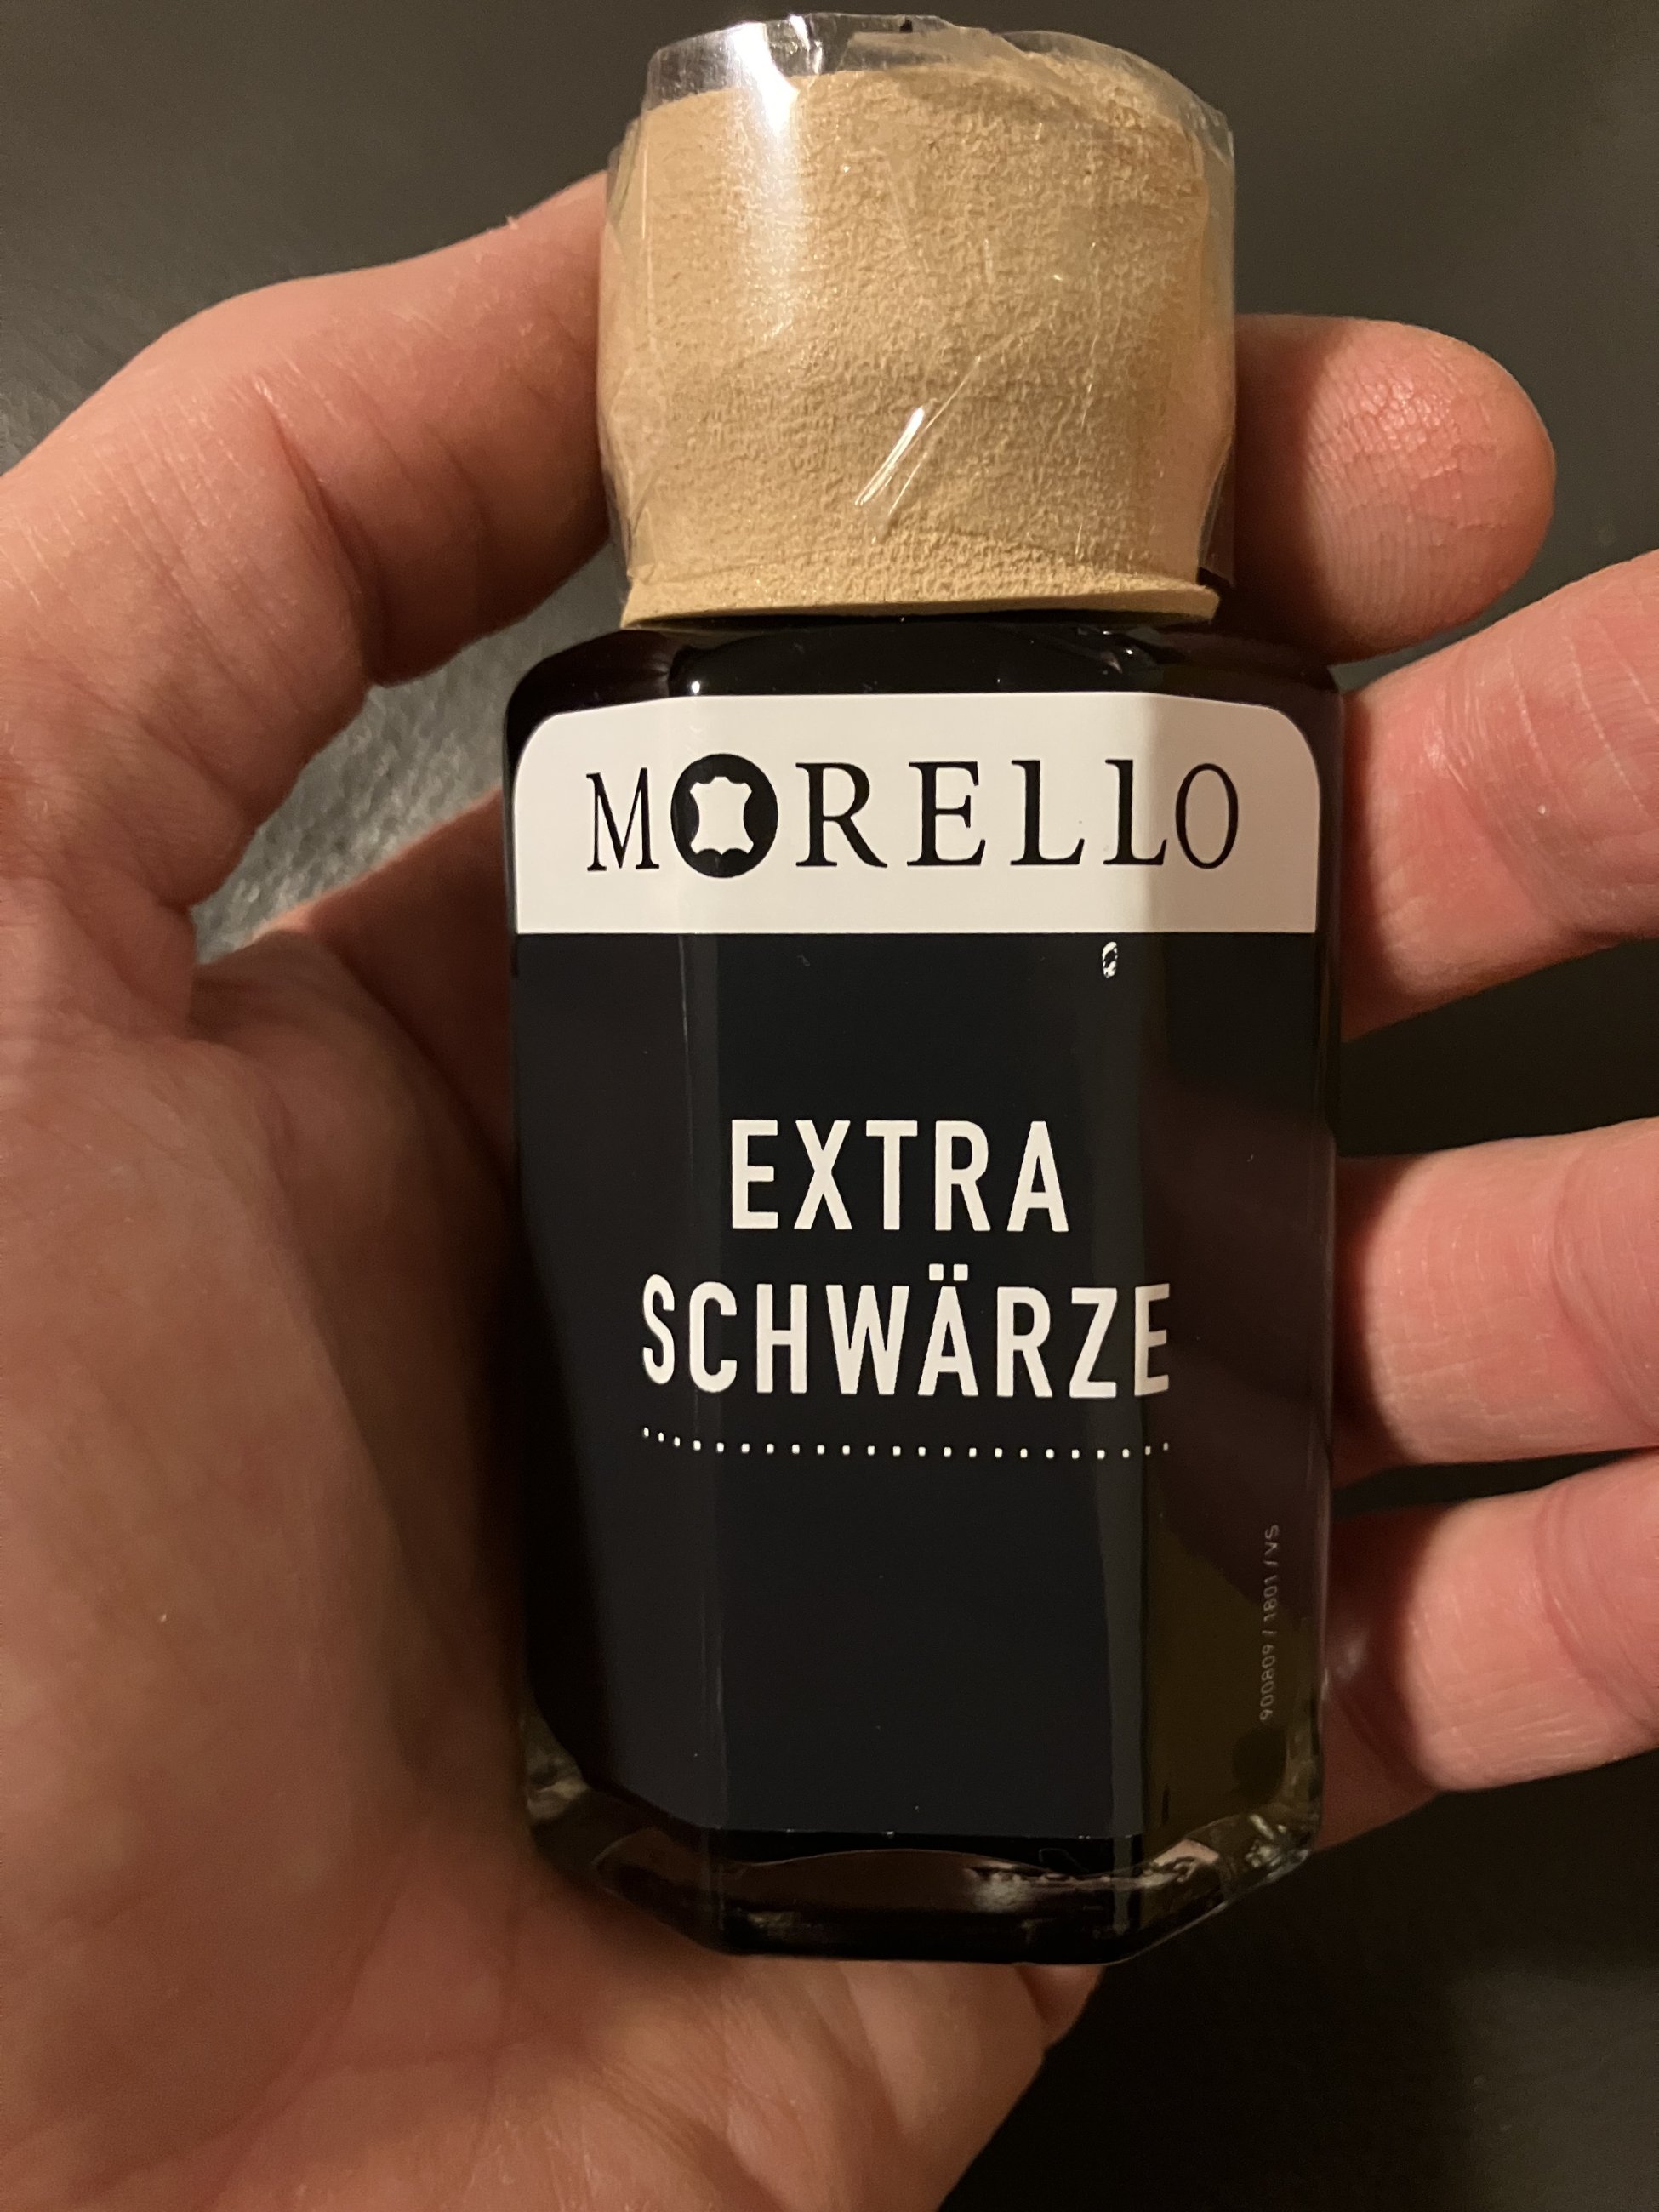 MORELLO
EXTRA
SCHWÄRZE
900809 / 1801 / VS